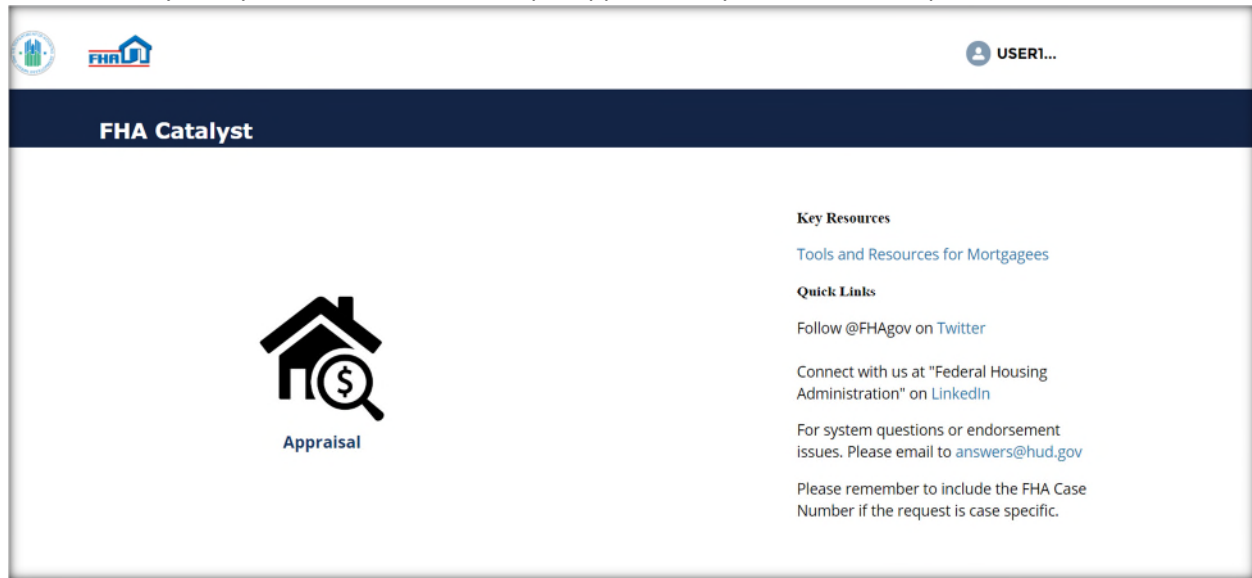 FHA
USER1...
FHA Catalyst
Key Resources
Tools and Resources for Mortgagees
Quick Links
Follow @FHAgov on Twitter
Connect with us at "Federal Housing
Administration" on LinkedIn
For system questions or endorsement
issues. Please email to answers@hud.gov
Please remember to include the FHA Case
Number if the request is case specific.
$
Appraisal